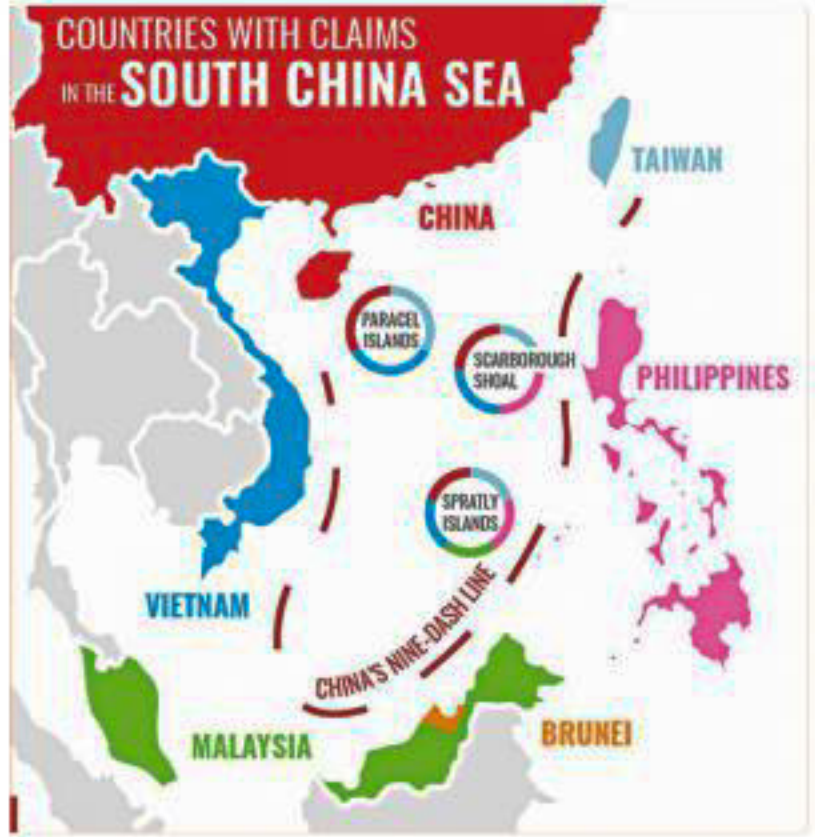 COUNTRIES WITH CLAIMS
IN THE SOUTH CHINA SEA
TAIWAN
CHINA
PARACEL
ISLANDS
SCARBOROUGH
SHOAL
PHILIPPINES
SPRATLY
ISLANDS
VIETNAM
CHINA'S NINE-DASH LINE
MALAYSIA
BRUNEI